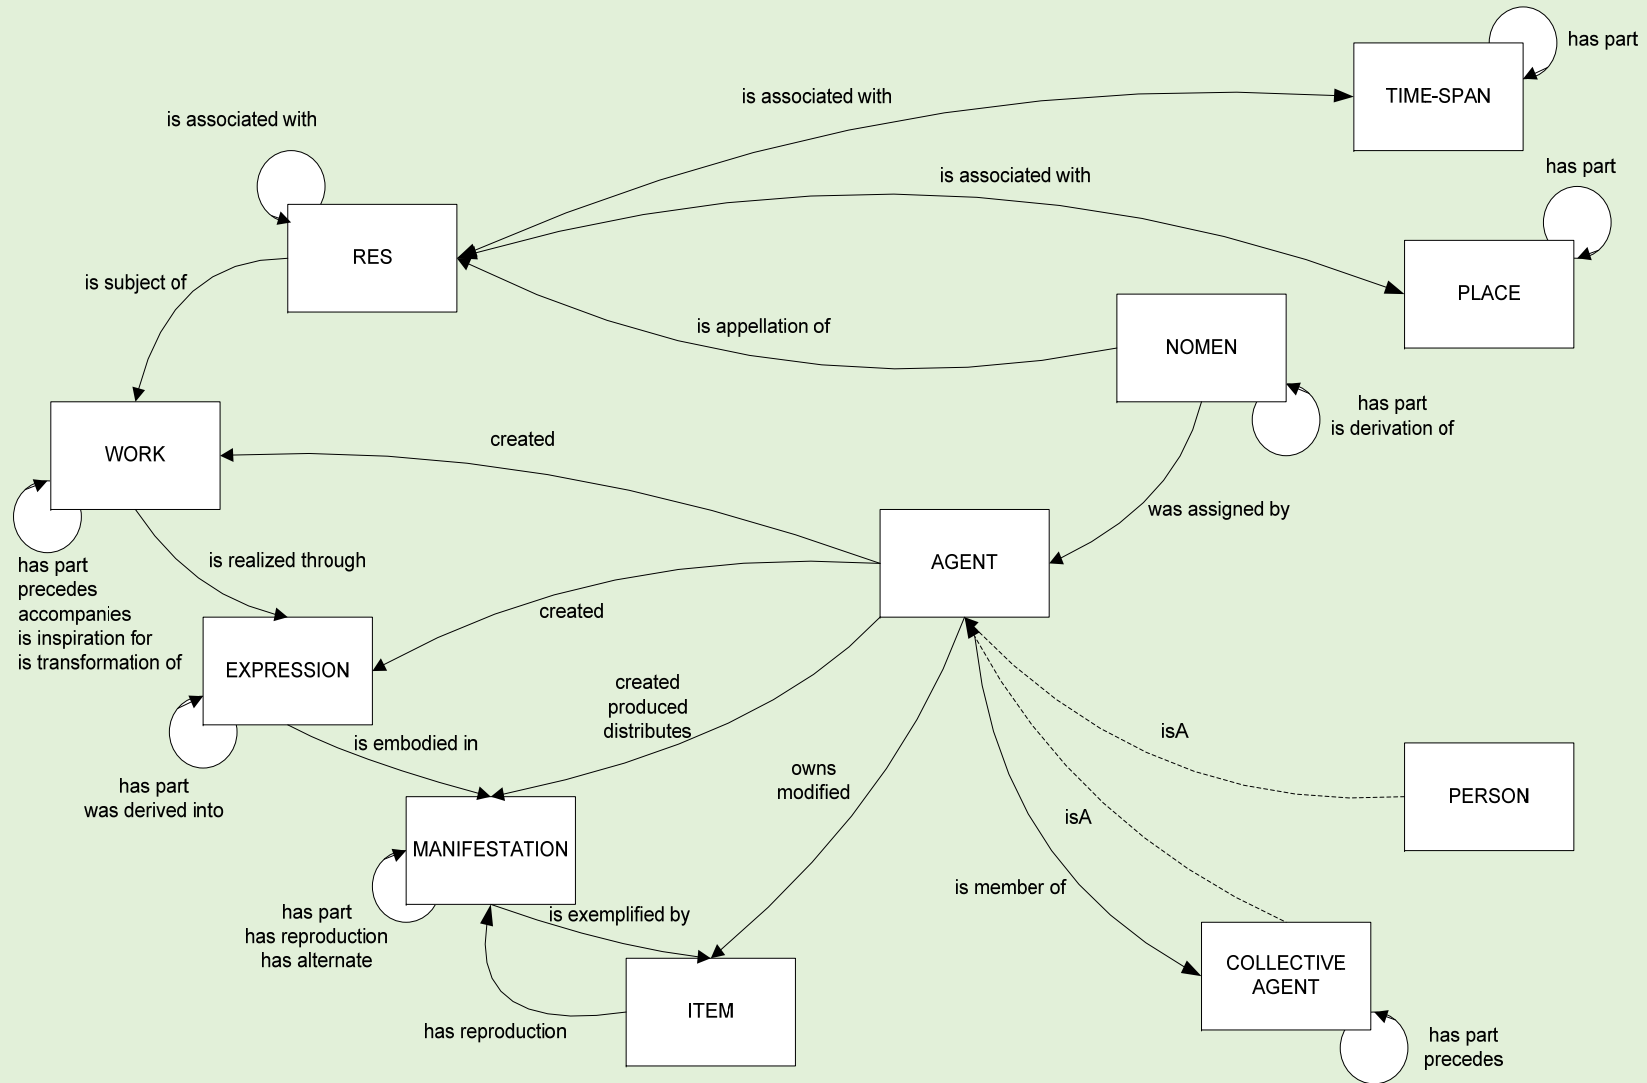 has part
TIME-SPAN
is associated with
is associated with
has part
is associated with
RES
PLACE
is subject of
is appellation of
NOMEN
has part
is derivation of
created
WORK
was assigned by
is realized through
AGENT
has part
precedes
accompanies
is inspiration for
is transformation of
created
EXPRESSION
created
produced
distributes
is embodied in
isA
owns
modified
has part
was derived into
PERSON
isA
MANIFESTATION
is member of
has part
has reproduction
has alternate
is exemplified by
COLLECTIVE
AGENT
ITEM
has reproduction
has part
precedes